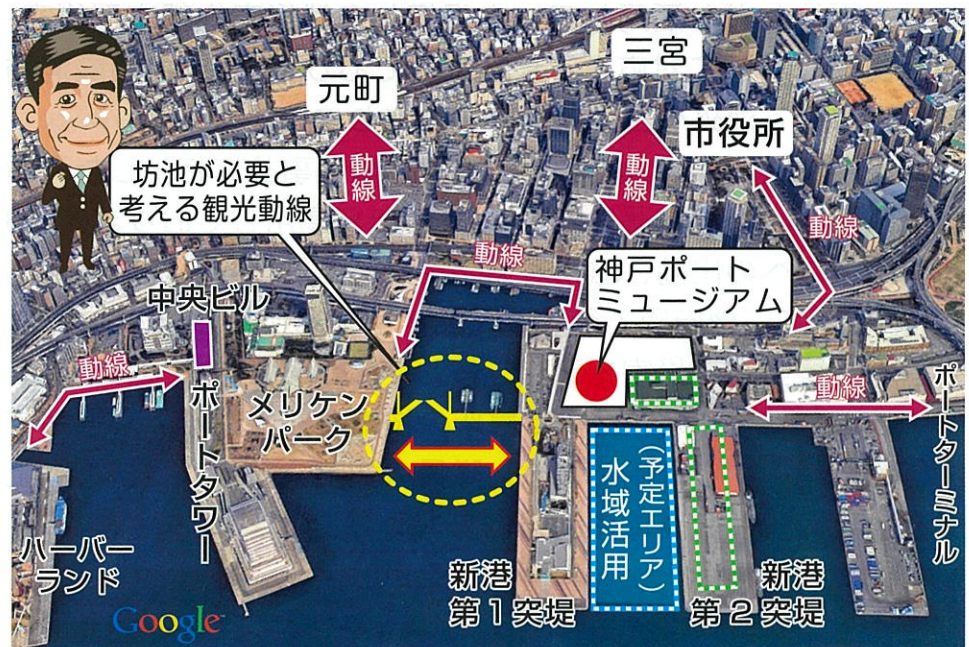 元町
三宮
市役所
動線
動線
動線
動線
坊池が必要と
考える観光動線
神戸ポート
ミュージアム
中央ビル
動線
動線
ポートタワー
メリケン
パーク
ポートターミナル
ハーバー
ランド
水域活用
(予定エリア)
新港
第1突堤
新港
第2突堤
Google